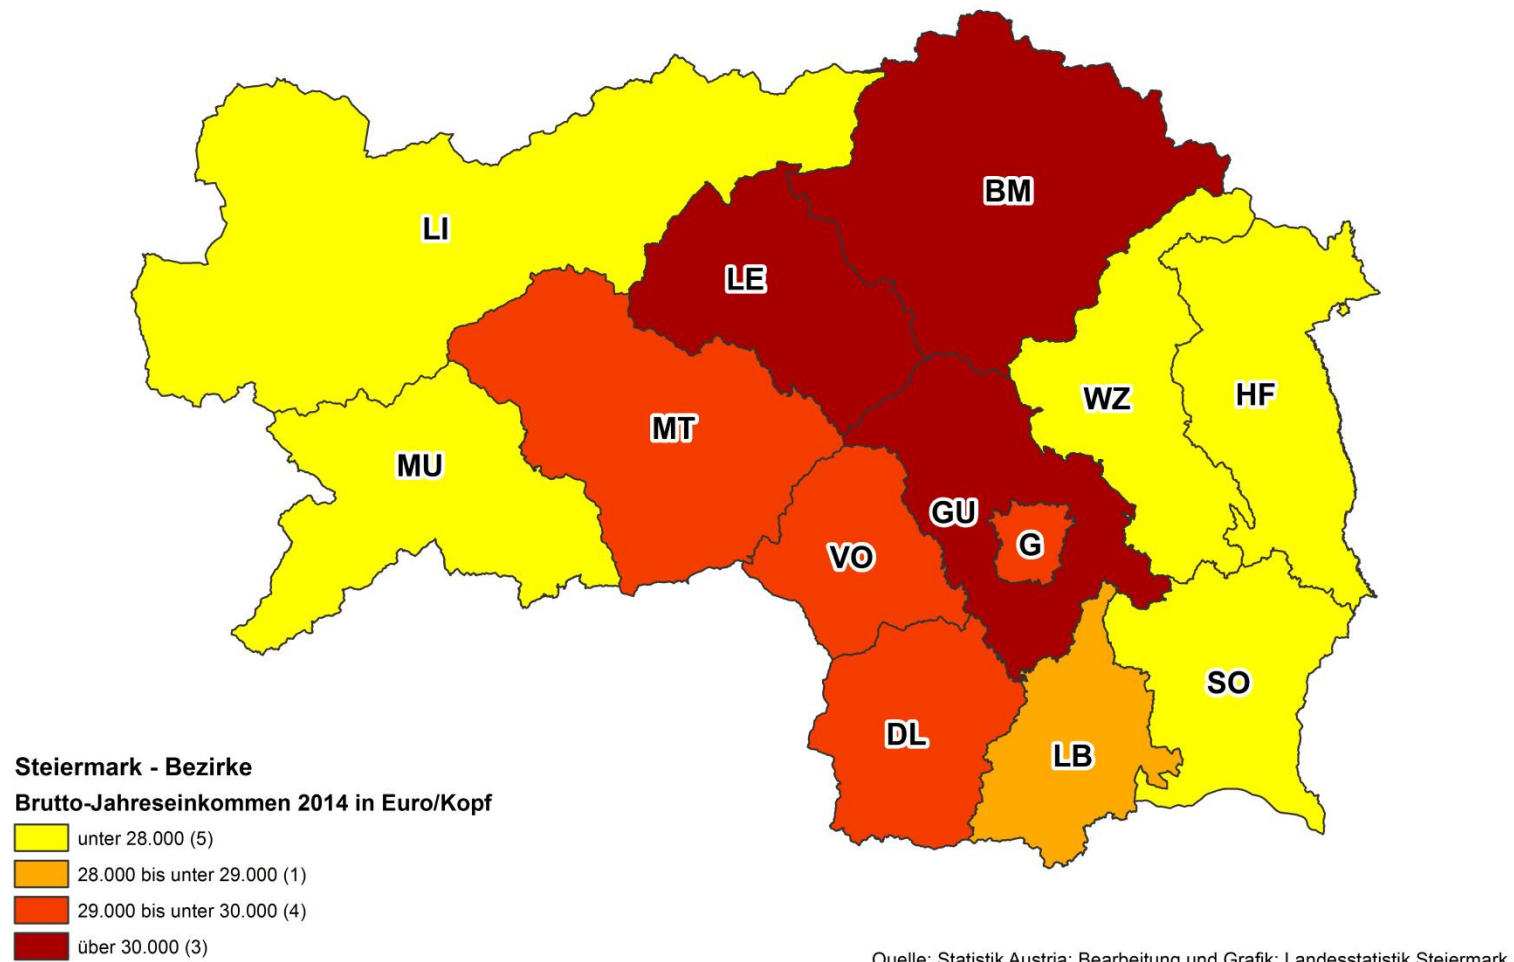 BM
LI
LE
WZ
HF
MT
MU
GU
G
VO
SO
DL
LB
Steiermark - Bezirke
Brutto-Jahreseinkommen 2014 in Euro/Kopf
unter 28.000 (5)
28.000 bis unter 29.000 (1)
29.000 bis unter 30.000 (4)
über 30.000 (3)
Quelle: Statistik Austria; Bearbeitung und Grafik: Landesstatistik Steiermark